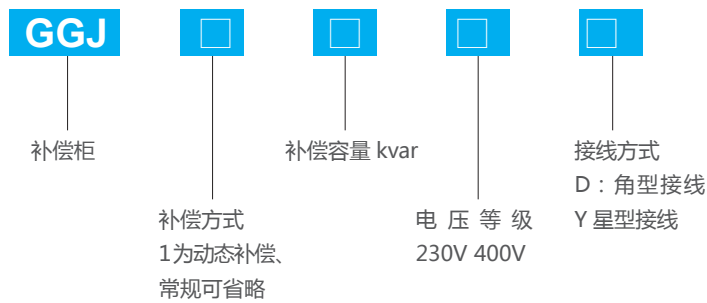 GGJ □ □ □ □
补偿柜
补偿容量 kvar
接线方式
D：角型接线
Y 星型接线
补偿方式
1为动态补偿、
常规可省略
电压等级
230V 400V